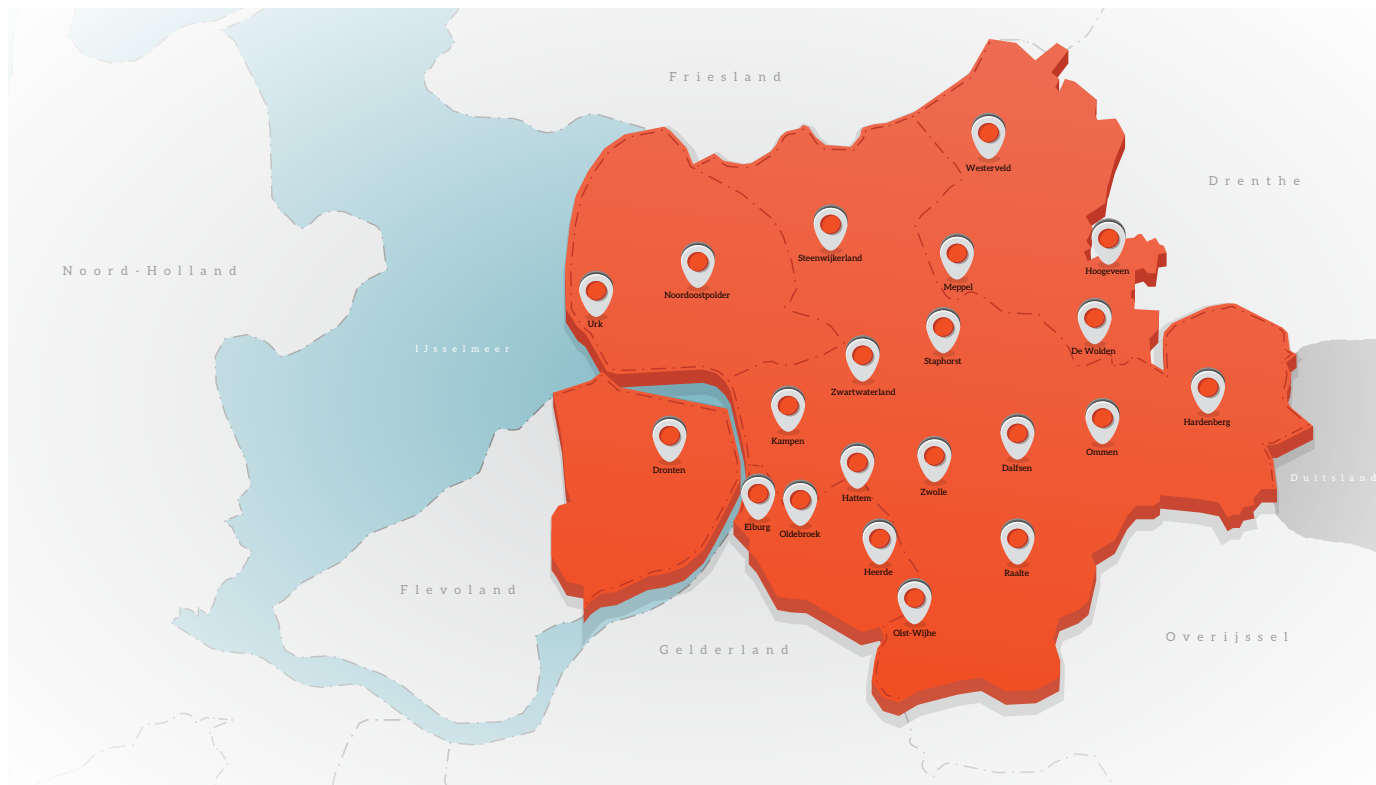 Friesland
Westerveld
Drenthe
Steenwijkerland
Noord-Holland
Hoogeveen
Meppel
Noordoostpolder
Urk
IJsselmeer
De Wolden
Staphorst
Zwartwaterland
Hardenberg
Kampen
Ommen
Dronten
Dalfsen
Duitsland
Zwolle
Hattem
Elburg
Oldebroek
Heerde
Raalte
Flevoland
Olst-Wijhe
Overijssel
Gelderland